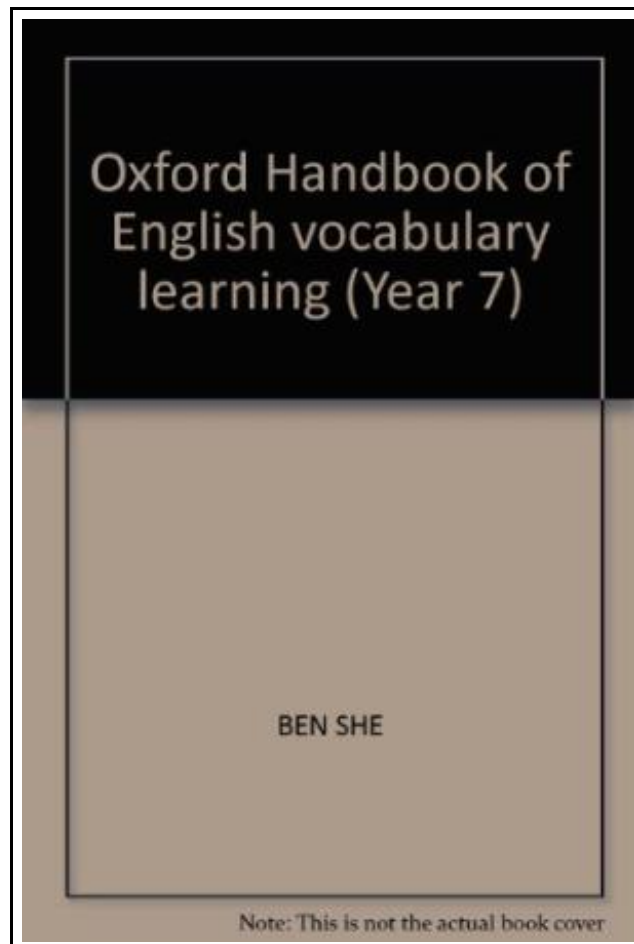 Oxford Handbook of
English vocabulary
learning (Year 7)
BEN SHE
Note: This is not the actual book cover